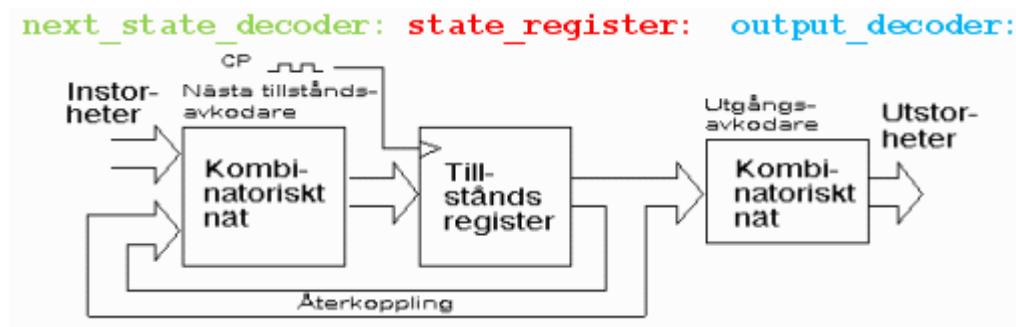 next_state_decoder: state_register: output_decoder:
CP
Instor-
heter
Nästa tillstånds-
avkodare
Kombi-
natoriskt
nät
Till-
stånds
register
Utgångs-
avkodare
Kombi-
natoriskt
nät
Utstor-
heter
Återkoppling